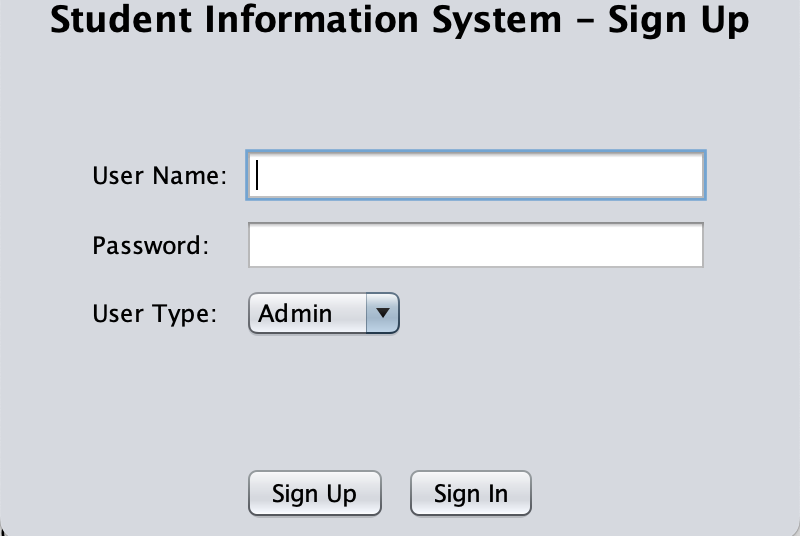 Student Information System – Sign Up
User Name:
Password:
User Type: Admin
Sign Up Sign In